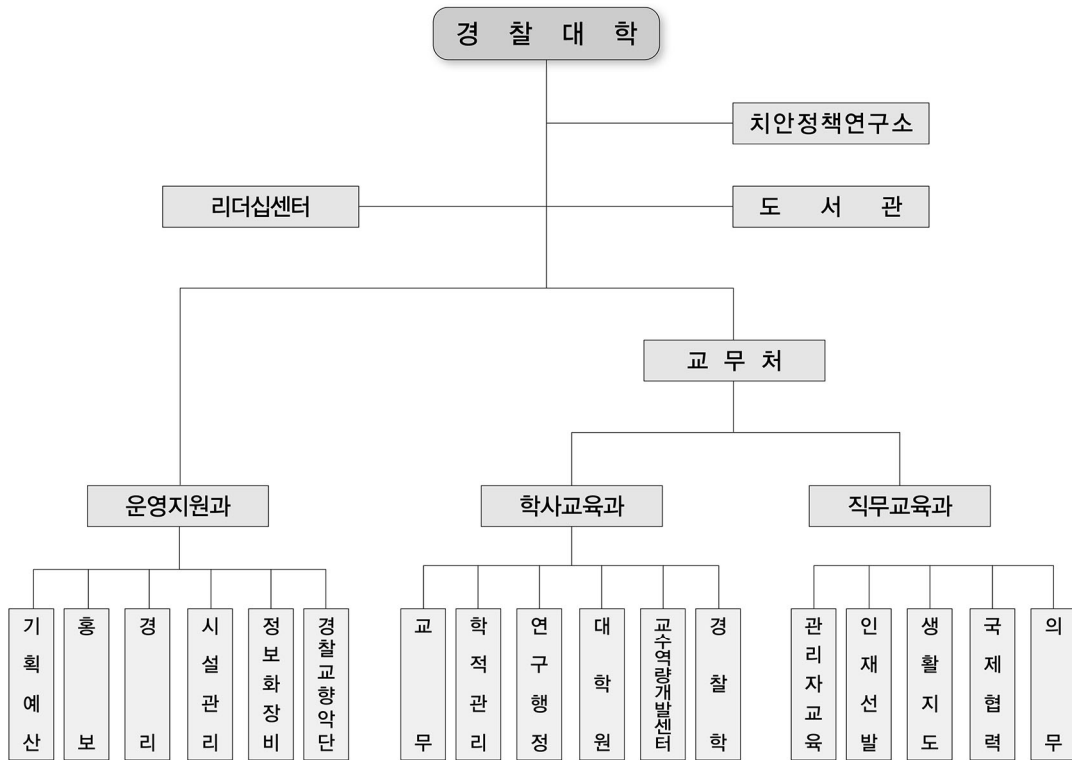 경 찰 대 학
치안정책연구소
리더십센터
도 서 관
교 무 처
운영지원과
학사교육과
직무교육과
기획예산
홍보
경리
시설관리
정보화장비
경찰교향악단
교무
학적관리
연구행정
대학원
교수역량개발센터
경찰학
관리자교육
인재선발
생활지도
국제협력
의무